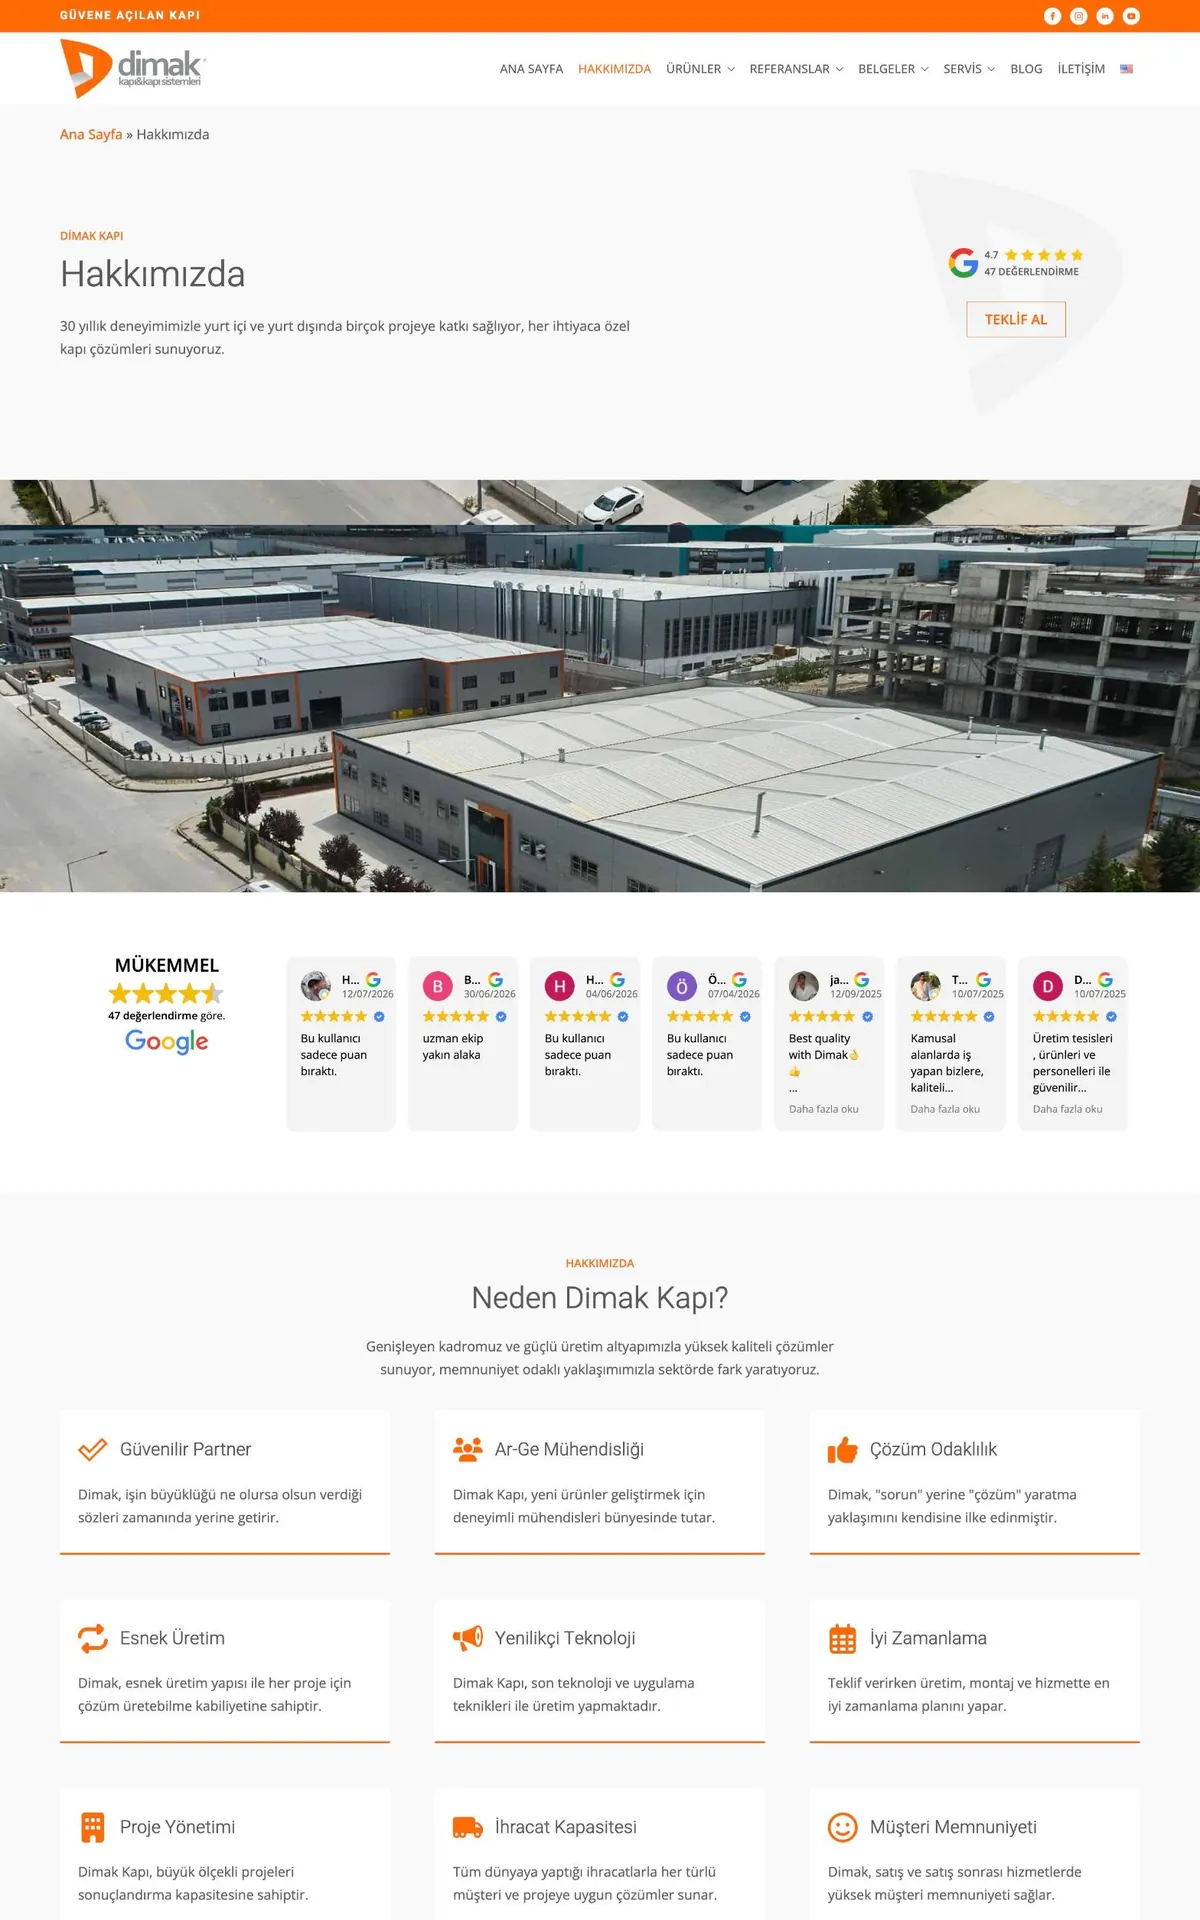 GÜVENE AÇILAN KAPI
dimak
kapı&kapı sistemleri
ANA SAYFA HAKKIMIZDA ÜRÜNLER REFERANSLAR BELGELER SERVİS BLOG İLETİŞİM
Ana Sayfa » Hakkımızda
DİMAK KAPI
Hakkımızda
30 yıllık deneyimimizle yurt içi ve yurt dışında birçok projeye katkı sağlıyor, her ihtiyaca özel
kapı çözümleri sunuyoruz.
4.7
47 DEĞERLENDİRME
TEKLİF AL
MÜKEMMEL
47 değerlendirme göre.
Google
H...
12/07/2026
Bu kullanıcı
sadece puan
bıraktı.
B
B...
30/06/2026
uzman ekip
yakın alaka
H
H...
04/06/2026
Bu kullanıcı
sadece puan
bıraktı.
Ö
Ö...
07/04/2026
Bu kullanıcı
sadece puan
bıraktı.
ja...
12/09/2025
Best quality
with Dimak👌
👍
...
Daha fazla oku
T...
10/07/2025
Kamusal
alanlarda iş
yapan bizlere,
kaliteli...
Daha fazla oku
D
D...
10/07/2025
Üretim tesisleri
, ürünleri ve
personelleri ile
güvenilir...
Daha fazla oku
HAKKIMIZDA
Neden Dimak Kapı?
Genişleyen kadromuz ve güçlü üretim altyapımızla yüksek kaliteli çözümler
sunuyor, memnuniyet odaklı yaklaşımımızla sektörde fark yaratıyoruz.
Güvenilir Partner
Dimak, işin büyüklüğü ne olursa olsun verdiği
sözleri zamanında yerine getirir.
Ar-Ge Mühendisliği
Dimak Kapı, yeni ürünler geliştirmek için
deneyimli mühendisleri bünyesinde tutar.
Çözüm Odaklılık
Dimak, "sorun" yerine "çözüm" yaratma
yaklaşımını kendisine ilke edinmiştir.
Esnek Üretim
Dimak, esnek üretim yapısı ile her proje için
çözüm üretebilme kabiliyetine sahiptir.
Yenilikçi Teknoloji
Dimak Kapı, son teknoloji ve uygulama
teknikleri ile üretim yapmaktadır.
İyi Zamanlama
Teklif verirken üretim, montaj ve hizmette en
iyi zamanlama planını yapar.
Proje Yönetimi
Dimak Kapı, büyük ölçekli projeleri
sonuçlandırma kapasitesine sahiptir.
İhracat Kapasitesi
Tüm dünyaya yaptığı ihracatlarla her türlü
müşteri ve projeye uygun çözümler sunar.
Müşteri Memnuniyeti
Dimak, satış ve satış sonrası hizmetlerde
yüksek müşteri memnuniyeti sağlar.